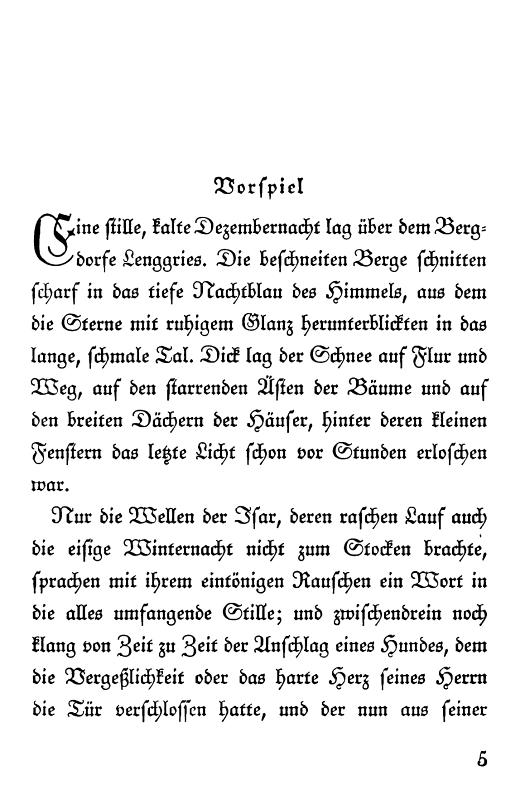 Vorspiel
Eine stille, kalte Dezembernacht lag über dem Berg-
dorfe Lenggries. Die beschneiten Berge schnitten
scharf in das tiefe Nachtblau des Himmels, aus dem
die Sterne mit ruhigem Glanz herunterblickten in das
lange, schmale Tal. Dick lag der Schnee auf Flur und
Weg, auf den starrenden Ästen der Bäume und auf
den breiten Dächern der Häuser, hinter deren kleinen
Fenstern das letzte Licht schon vor Stunden erloschen
war.
Nur die Wellen der Isar, deren raschen Lauf auch
die eisige Winternacht nicht zum Stocken brachte,
sprachen mit ihrem eintönigen Rauschen ein Wort in
die alles umfangende Stille; und zwischendrein noch
klang von Zeit zu Zeit der Anschlag eines Hundes, dem
die Vergeßlichkeit oder das harte Herz seines Herrn
die Tür verschlossen hatte, und der nun aus seiner
5